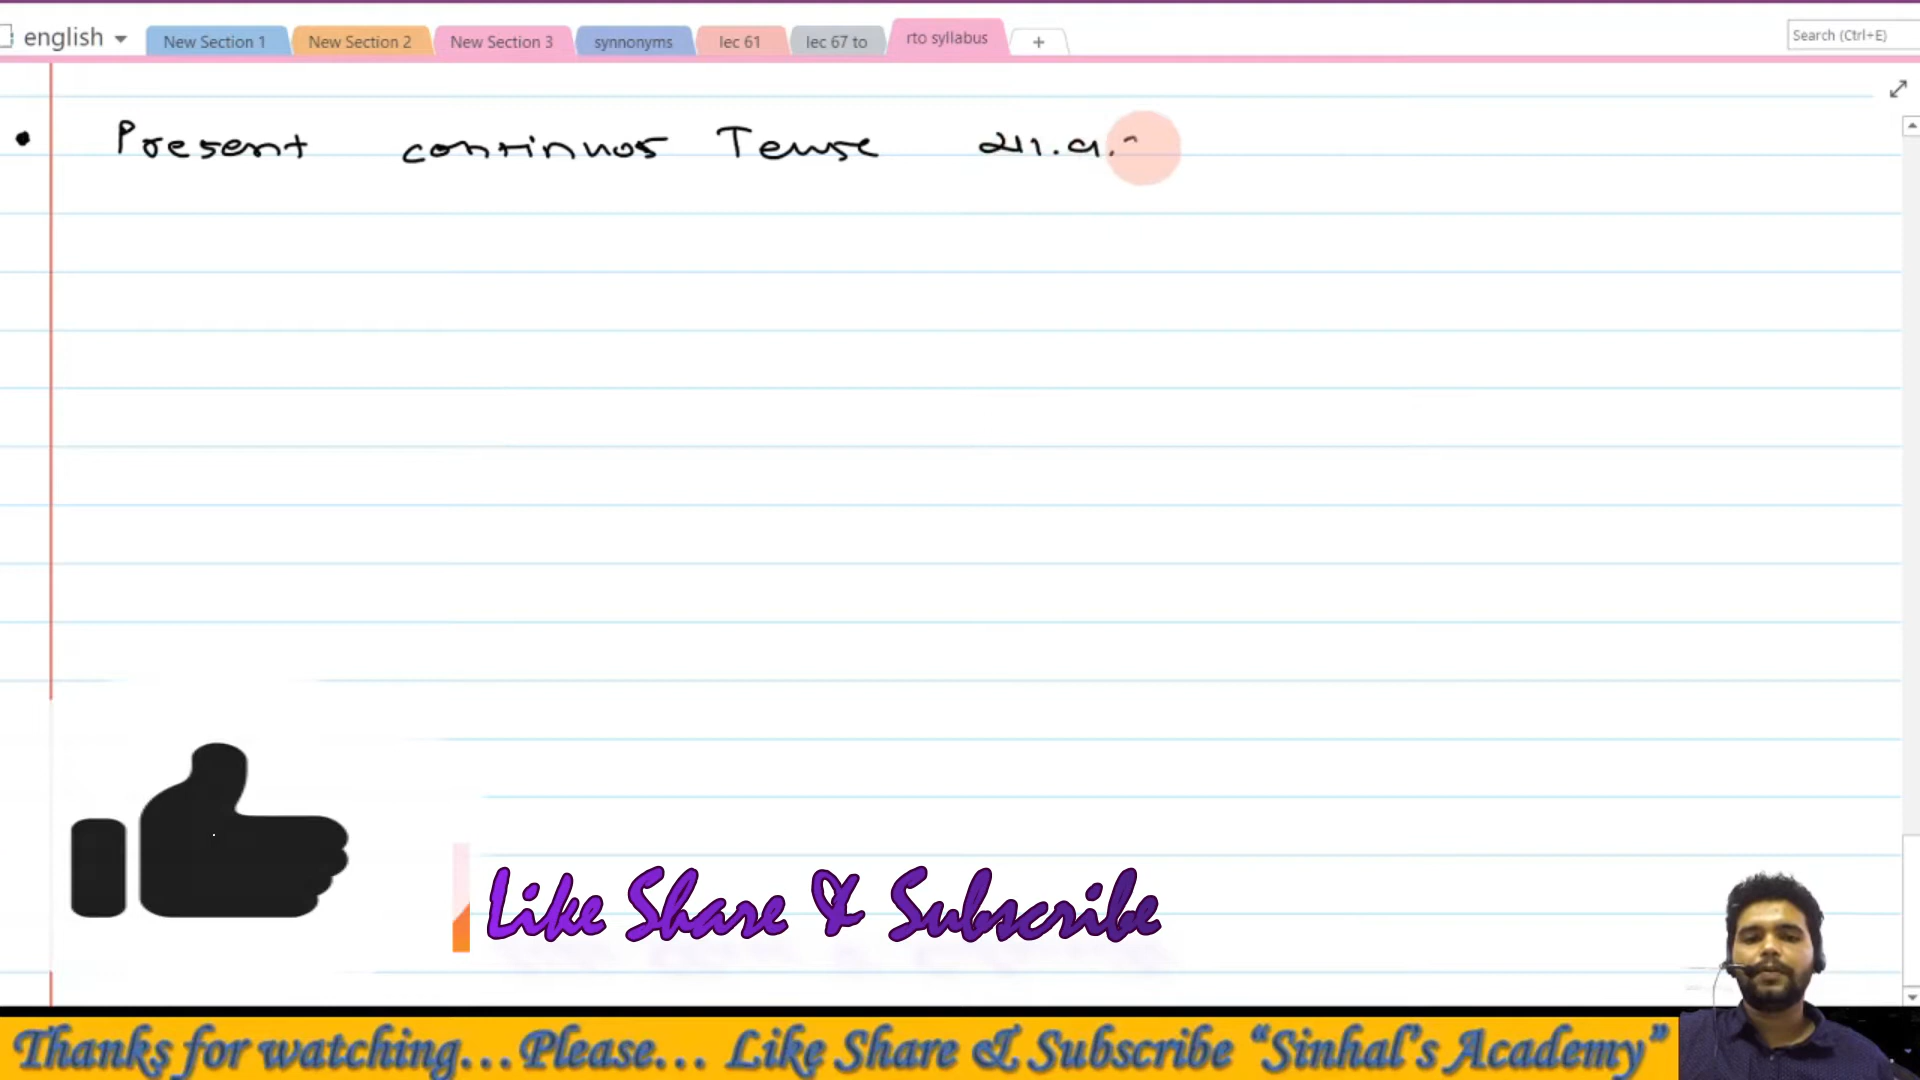 english New Section 1 New Section 2 New Section 3 synnonyms lec 61 lec 67 to rto syllabus + Search (Ctrl+E)
• Present continuos Tense ચા.વ.
Like Share & Subscribe
Thanks for watching...Please... Like Share & Subscribe “Sinhal's Academy”